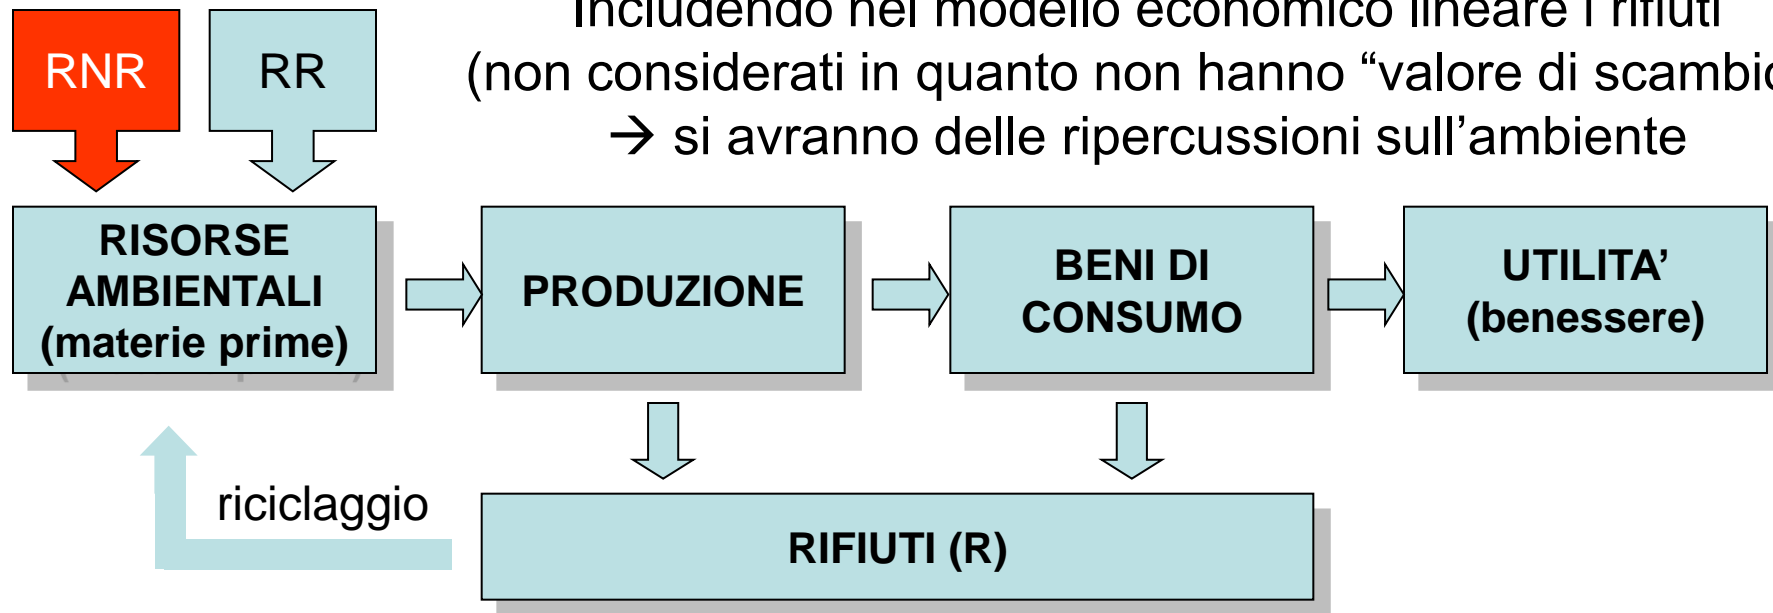 Includendo nel modello economico lineare i rifiuti
(non considerati in quanto non hanno “valore di scambio
→ si avranno delle ripercussioni sull’ambiente
RNR
RR
RISORSE
AMBIENTALI
(materie prime)
PRODUZIONE
BENI DI
CONSUMO
UTILITA’
(benessere)
riciclaggio
RIFIUTI (R)